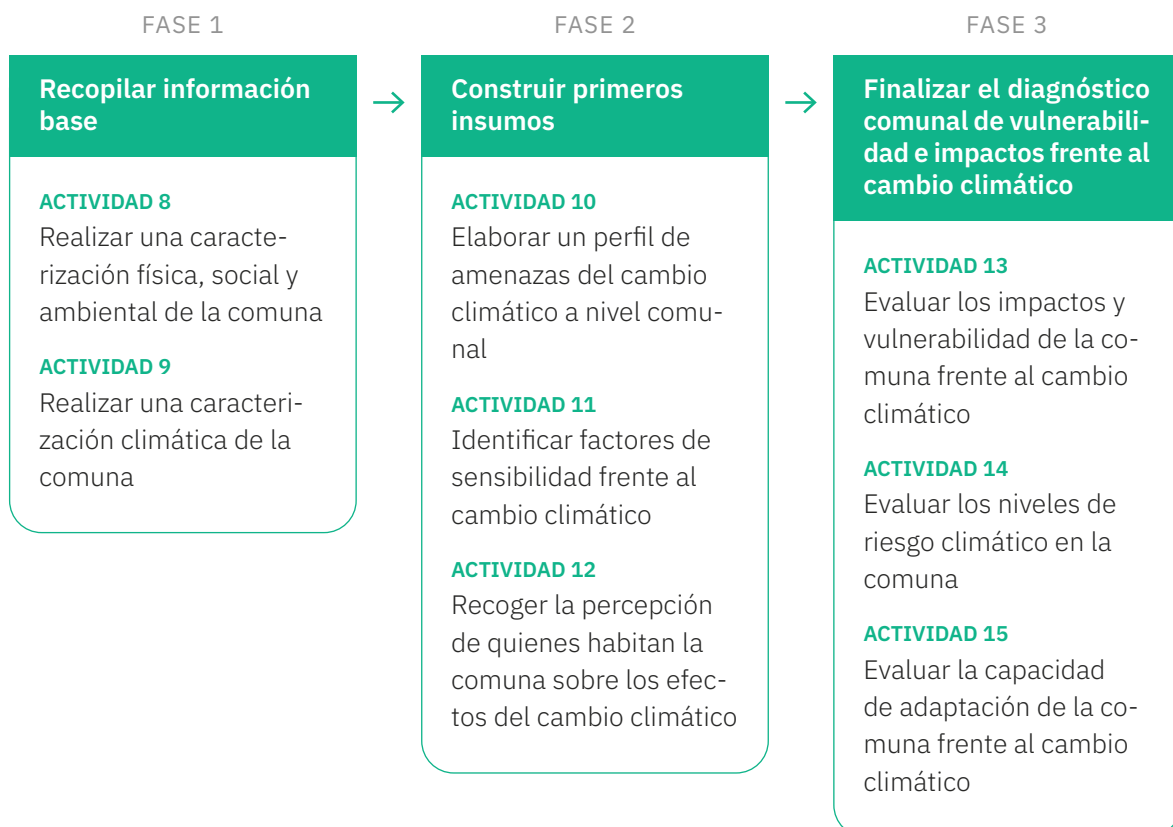 FASE 1
Recopilar información
base
ACTIVIDAD 8
Realizar una caracte-
rización física, social y
ambiental de la comuna
ACTIVIDAD 9
Realizar una caracteri-
zación climática de la
comuna
FASE 2
Construir primeros
insumos
ACTIVIDAD 10
Elaborar un perfil de
amenazas del cambio
climático a nivel comu-
nal
ACTIVIDAD 11
Identificar factores de
sensibilidad frente al
cambio climático
ACTIVIDAD 12
Recoger la percepción
de quienes habitan la
comuna sobre los efec-
tos del cambio climático
FASE 3
Finalizar el diagnóstico
comunal de vulnerabili-
dad e impactos frente al
cambio climático
ACTIVIDAD 13
Evaluar los impactos y
vulnerabilidad de la co-
muna frente al cambio
climático
ACTIVIDAD 14
Evaluar los niveles de
riesgo climático en la
comuna
ACTIVIDAD 15
Evaluar la capacidad
de adaptación de la co-
muna frente al cambio
climático